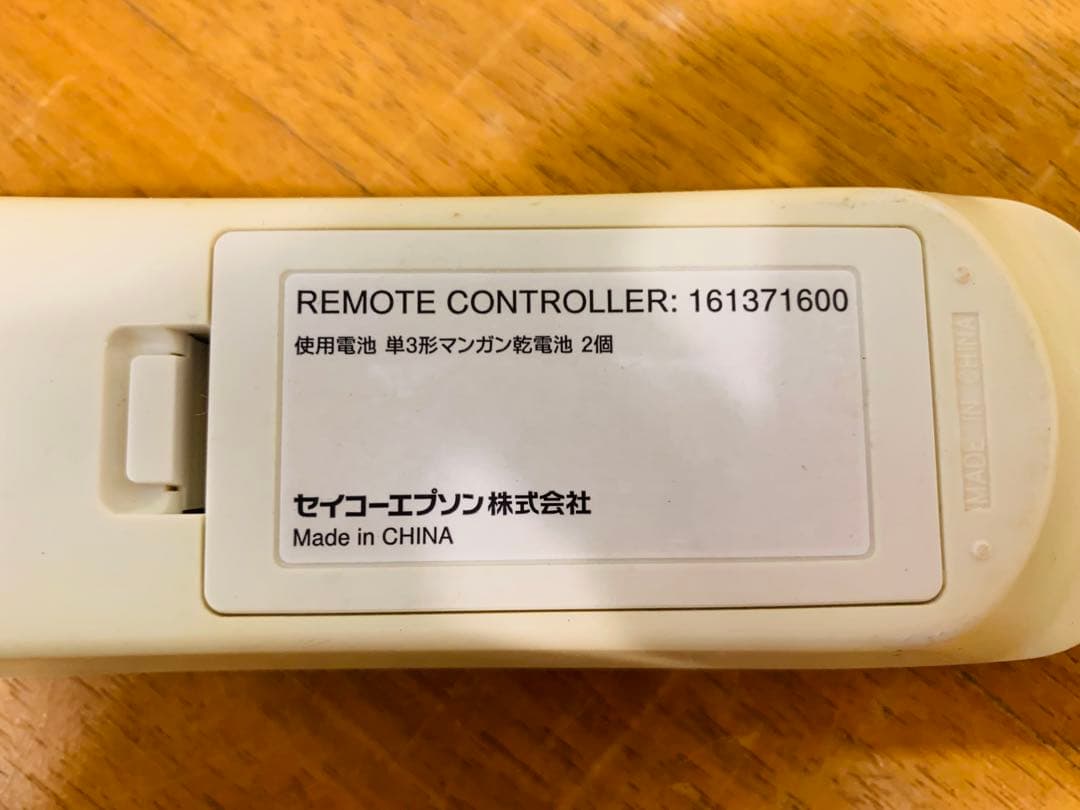 REMOTE CONTROLLER: 161371600
使用電池 単3形マンガン乾電池 2個
セイコーエプソン株式会社
Made in CHINA
MADE IN CHINA